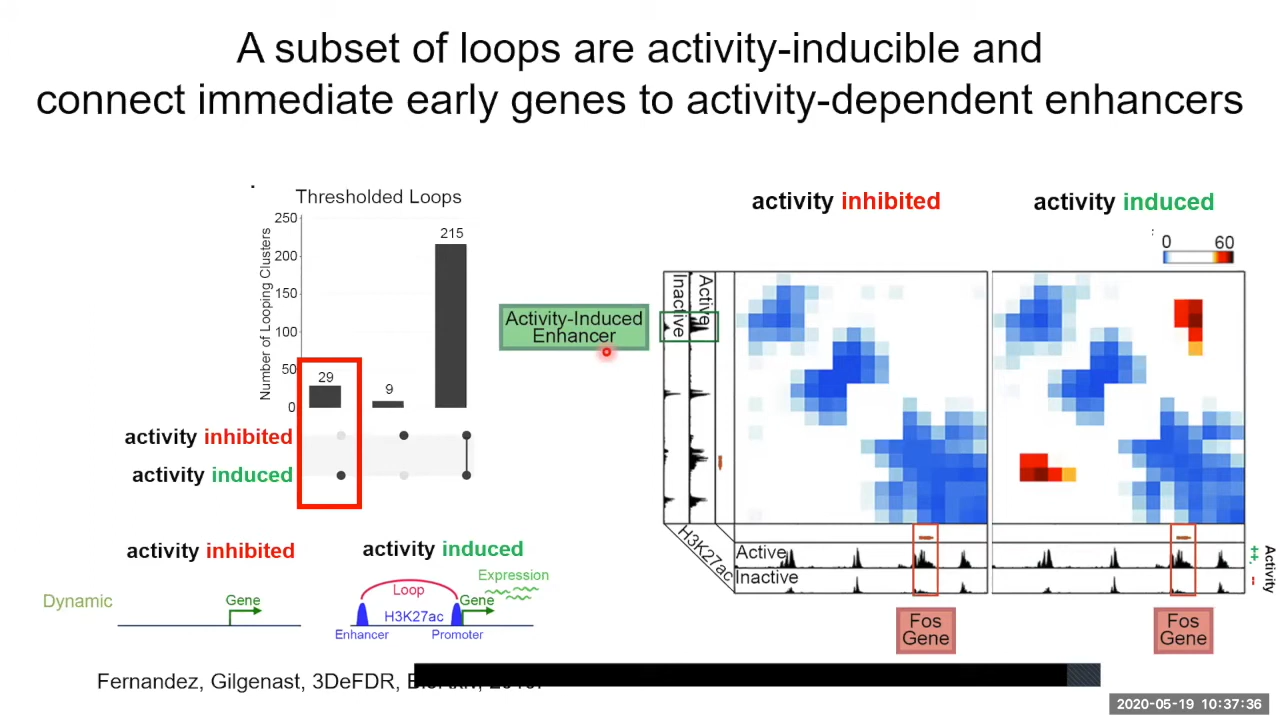 A subset of loops are activity-inducible and
connect immediate early genes to activity-dependent enhancers
Thresholded Loops
Number of Looping Clusters
250
200
150
100
50
0
29
9
215
activity inhibited
activity induced
activity inhibited
activity induced
Dynamic
Gene
Loop
Expression
Gene
H3K27ac
Enhancer
Promoter
Activity-Induced
Enhancer
activity inhibited
activity induced
0
60
Inactive
Active
H3K27ac
Active
Inactive
Activity
Fos
Gene
Fos
Gene
Fernandez, Gilgenast, 3DeFDR,
2020-05-19 10:37:36